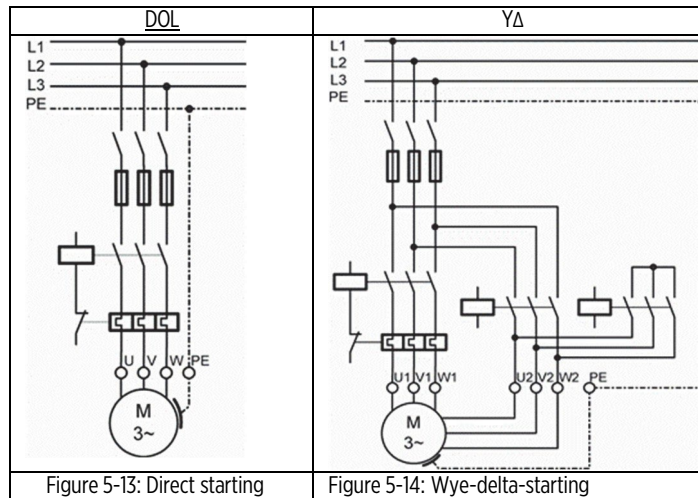 DOL
YΔ
L1
L2
L3
PE
U V W PE
M
3~
L1
L2
L3
PE
U1 V1 W1 U2 V2 W2 PE
M
3~
Figure 5-13: Direct starting
Figure 5-14: Wye-delta-starting